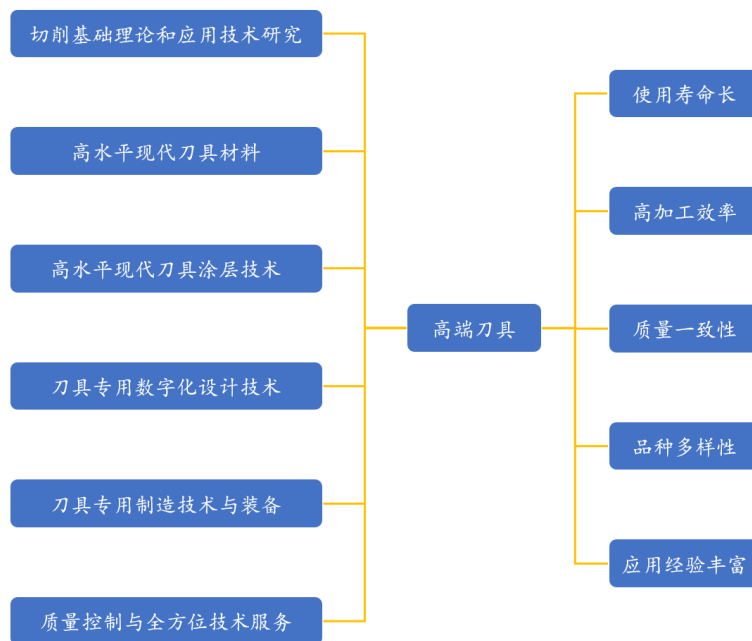 切削基础理论和应用技术研究
高水平现代刀具材料
高水平现代刀具涂层技术
刀具专用数字化设计技术
刀具专用制造技术与装备
质量控制与全方位技术服务
高端刀具
使用寿命长
高加工效率
质量一致性
品种多样性
应用经验丰富